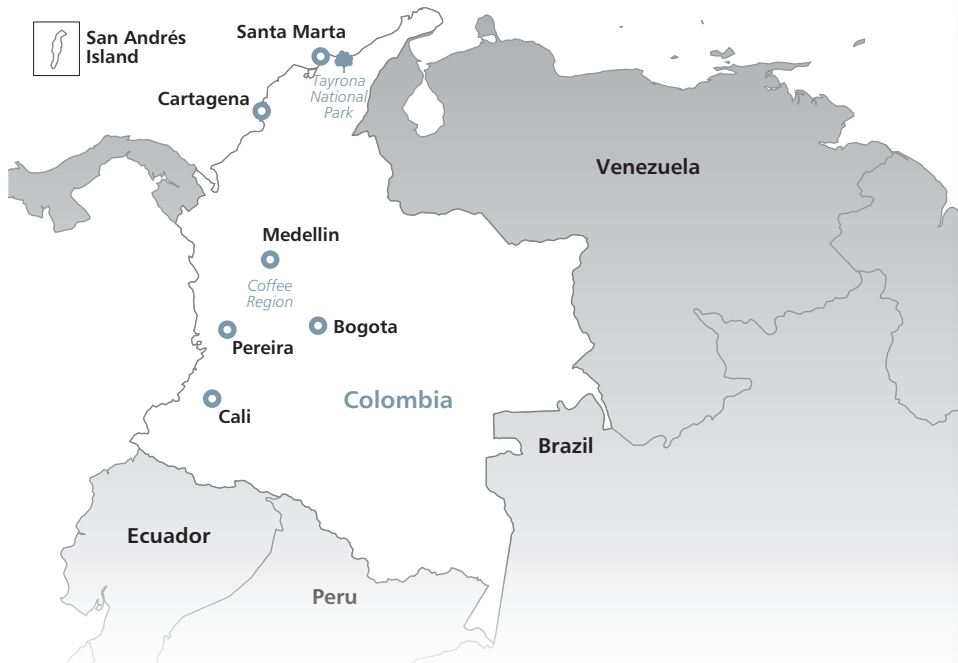 San Andrés
Island
Santa Marta
Tayrona
National
Park
Cartagena
Venezuela
Medellin
Coffee
Region
Bogota
Pereira
Colombia
Cali
Brazil
Ecuador
Peru